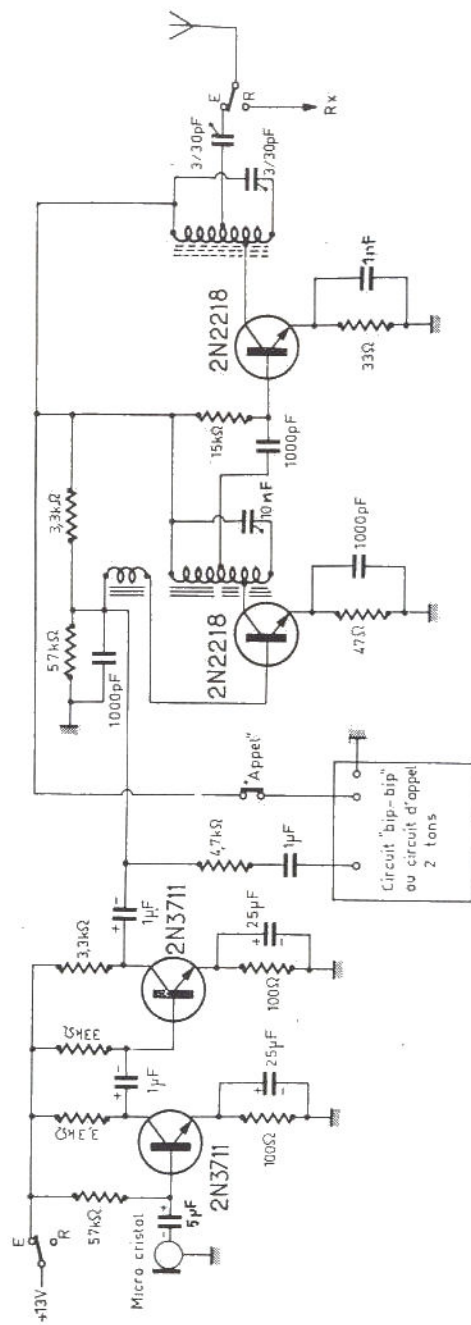 +13V
E
R
57kΩ
Micro cristal
- +
5µF
3,3kΩ
2N3711
100Ω
+
-
25µF
+ -
1µF
33kΩ
3,3kΩ
2N3711
100Ω
+
-
25µF
+ -
1µF
4,7kΩ
1µF
"Appel"
Circuit "bip-bip"
ou circuit d'appel
2 tons
57kΩ
1000pF
3,3kΩ
2N2218
47Ω
1000pF
10nF
15kΩ
1000pF
2N2218
33Ω
1nF
3/30pF
3/30pF
E
R
Rx